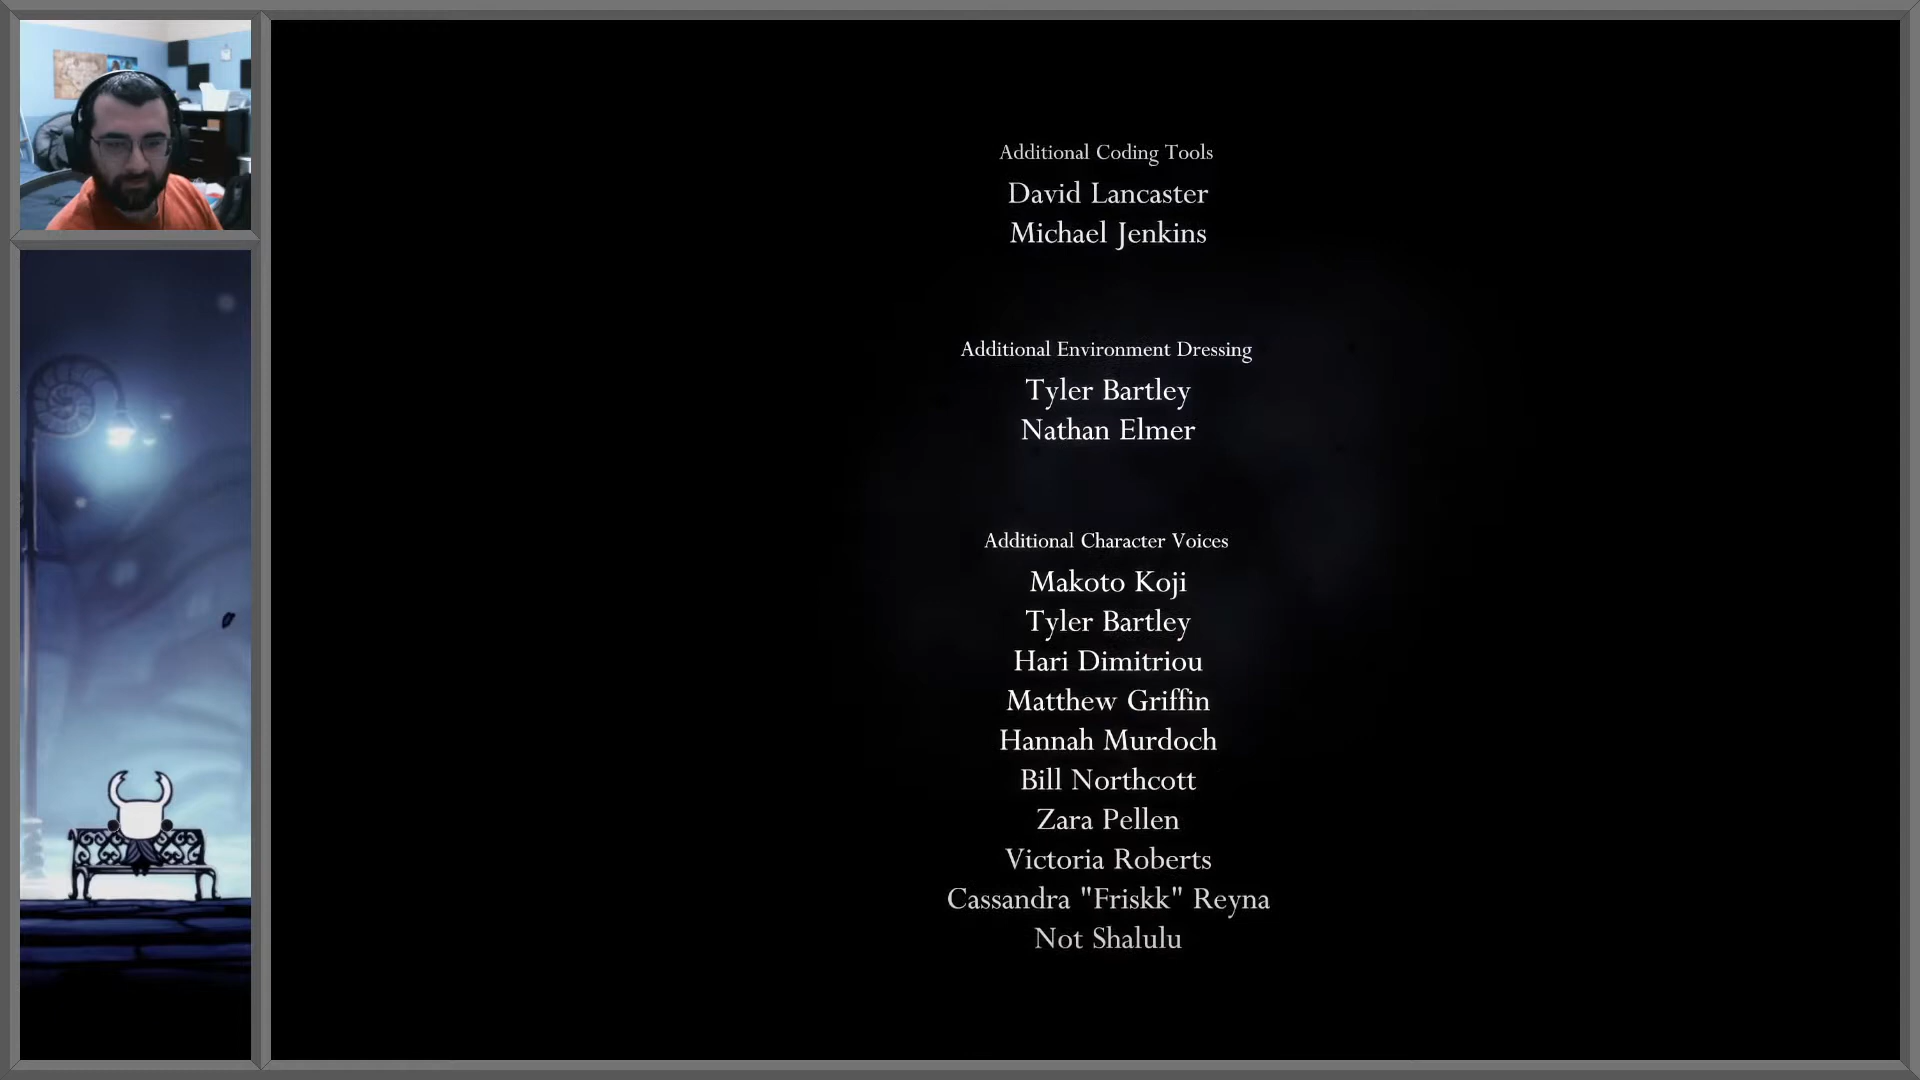 Additional Coding Tools
David Lancaster
Michael Jenkins
Additional Environment Dressing
Tyler Bartley
Nathan Elmer
Additional Character Voices
Makoto Koji
Tyler Bartley
Hari Dimitriou
Matthew Griffin
Hannah Murdoch
Bill Northcott
Zara Pellen
Victoria Roberts
Cassandra "Friskk" Reyna
Not Shalulu